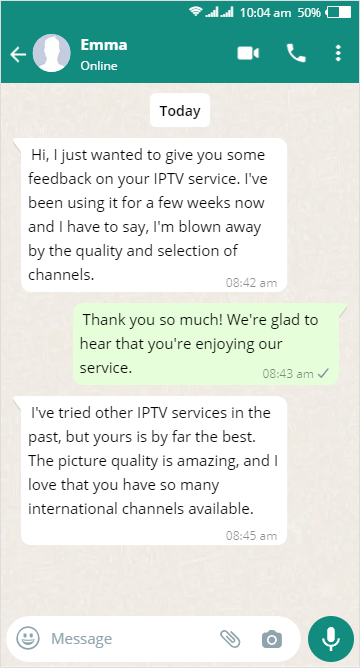 10:04 am 50%
Emma
Online
Today
Hi, I just wanted to give you some
feedback on your IPTV service. I've
been using it for a few weeks now
and I have to say, I'm blown away
by the quality and selection of
channels.
08:42 am
Thank you so much! We're glad to
hear that you're enjoying our
service.
08:43 am
I've tried other IPTV services in the
past, but yours is by far the best.
The picture quality is amazing, and I
love that you have so many
international channels available.
08:45 am
Message